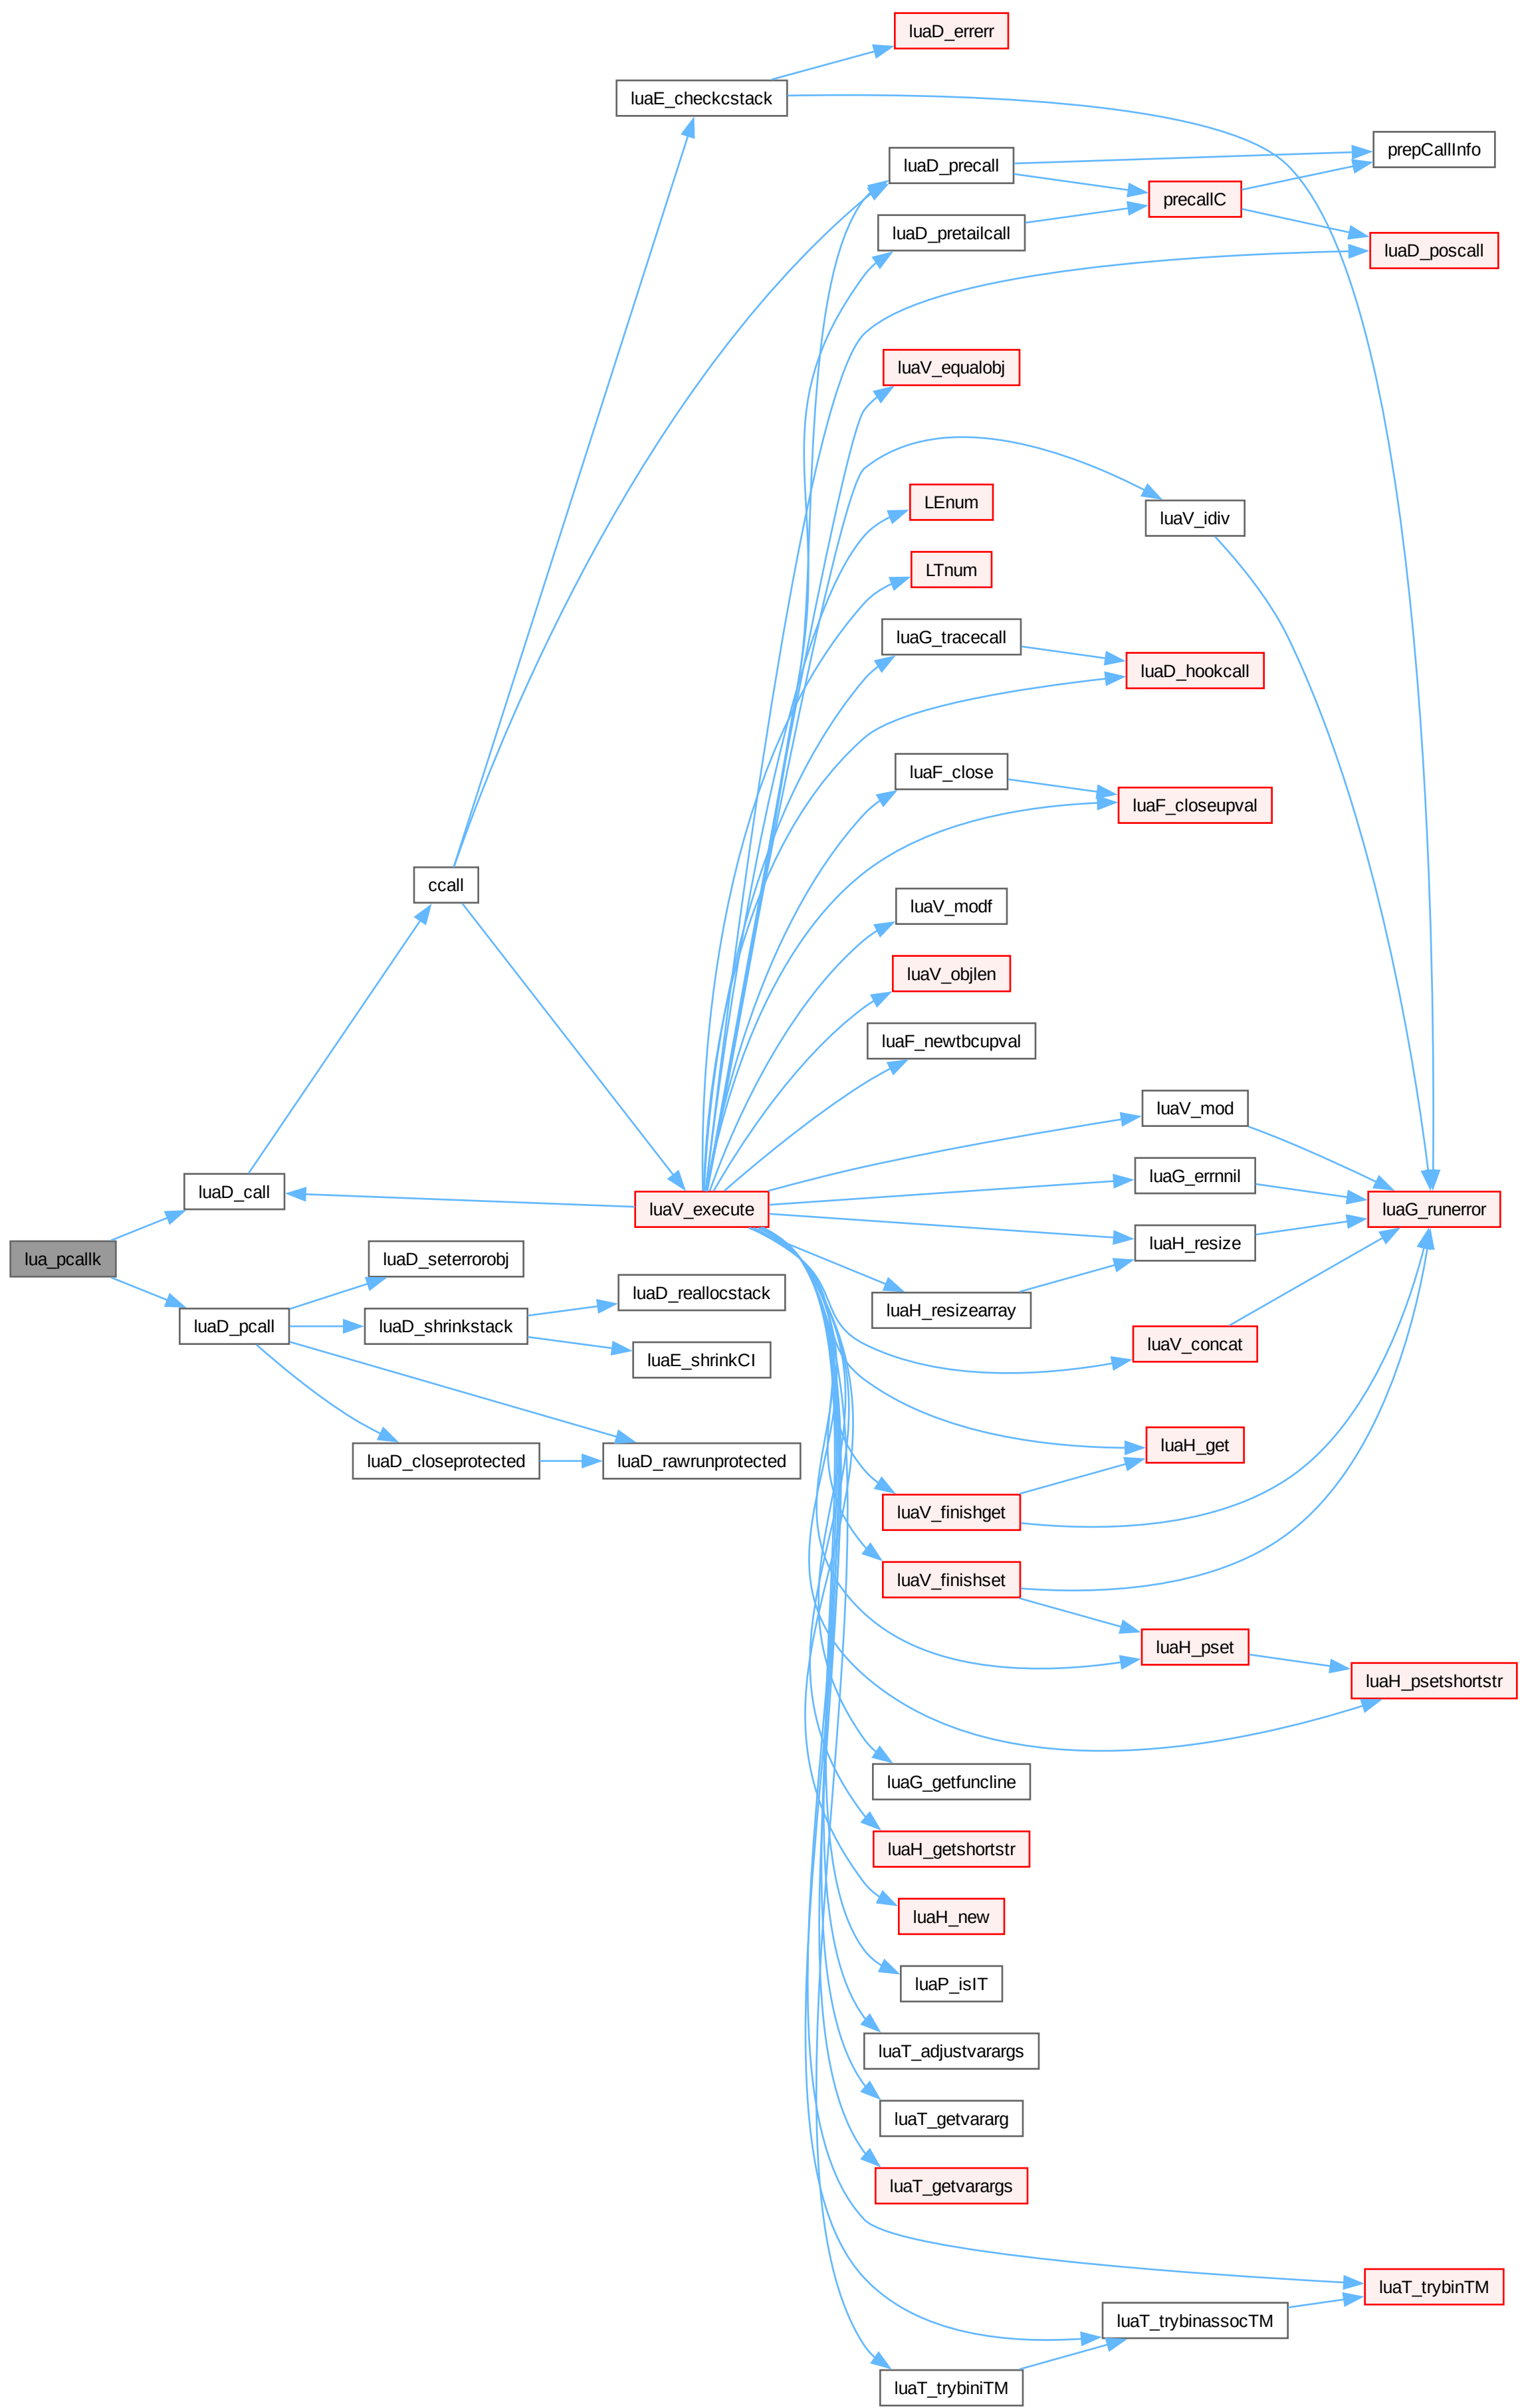 luaD_errerr
luaE_checkcstack
prepCallInfo
luaD_precall
precallC
luaD_pretailcall
luaD_poscall
luaV_equalobj
LEnum
luaV_idiv
LTnum
luaG_tracecall
luaD_hookcall
luaF_close
luaF_closeupval
ccall
luaV_modf
luaV_objlen
luaF_newtbcupval
luaV_mod
luaG_errnnil
luaD_call
luaV_execute
luaG_runerror
luaH_resize
lua_pcallk
luaD_seterrorobj
luaD_reallocstack
luaH_resizearray
luaD_pcall
luaD_shrinkstack
luaV_concat
luaE_shrinkCI
luaH_get
luaD_closeprotected
luaD_rawrunprotected
luaV_finishget
luaV_finishset
luaH_pset
luaH_psetshortstr
luaG_getfuncline
luaH_getshortstr
luaH_new
luaP_isIT
luaT_adjustvarargs
luaT_getvararg
luaT_getvarargs
luaT_trybinTM
luaT_trybinassocTM
luaT_trybiniTM